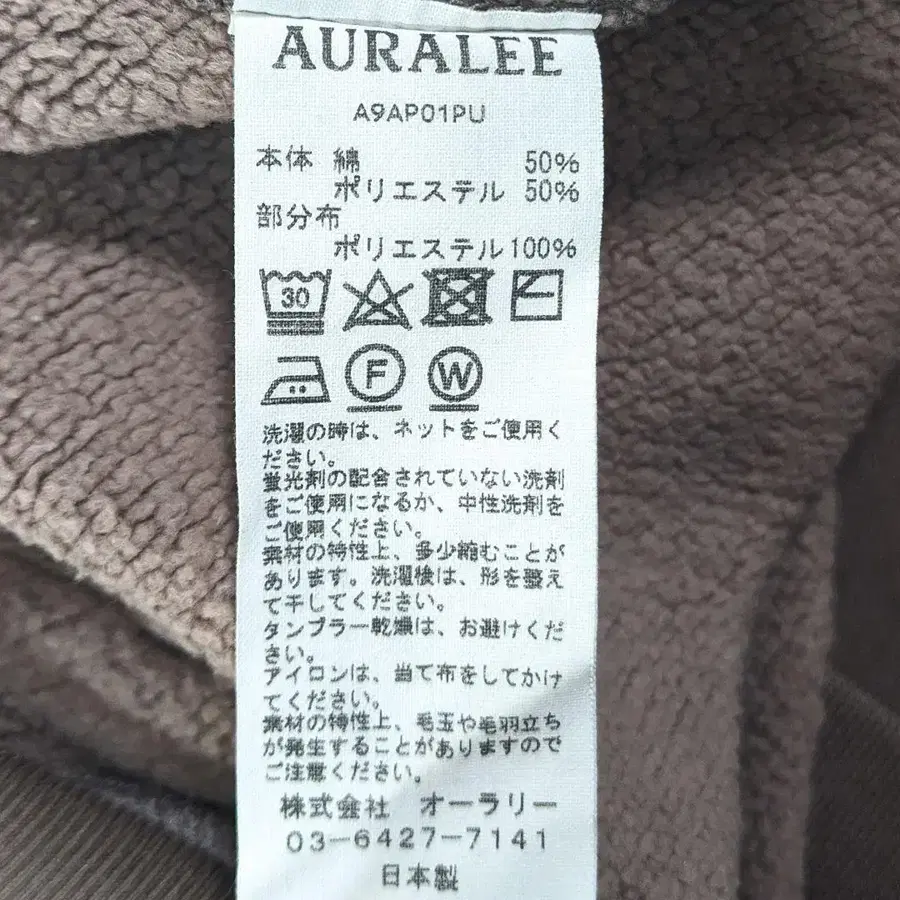 AURALEE
A9AP01PU
本体 綿 50%
ポリエステル 50%
部分布
ポリエステル 100%
30
F W
洗濯の時は、ネットをご使用く
ださい。
蛍光剤の配合されていない洗剤
をご使用になるか、中性洗剤を
ご使用ください。
素材の特性上、多少縮むことが
あります。洗濯後は、形を整え
て干してください。
タンブラー乾燥は、お避けくだ
さい。
アイロンは、当て布をしてかけ
てください。
素材の特性上、毛玉や毛羽立ち
が発生することがありますので
ご注意ください。
株式会社 オーラリー
03-6427-7141
日本製